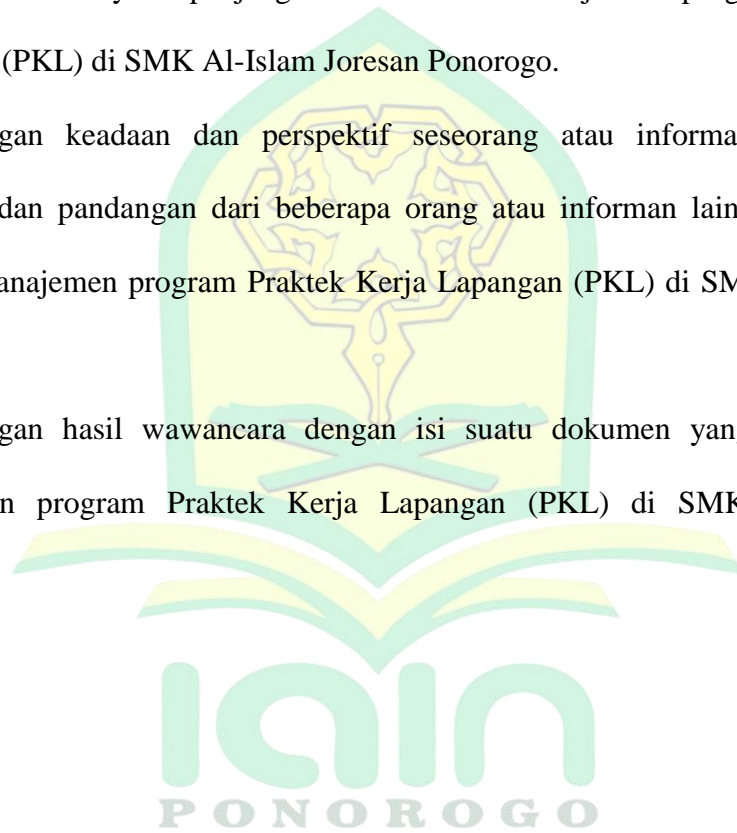 (PKL) di SMK Al-Islam Joresan Ponorogo.
gan keadaan dan perspektif seseorang atau informa
dan pandangan dari beberapa orang atau informan lain
anajemen program Praktek Kerja Lapangan (PKL) di SM
gan hasil wawancara dengan isi suatu dokumen yang
n program Praktek Kerja Lapangan (PKL) di SMK
iain
PONOROGO